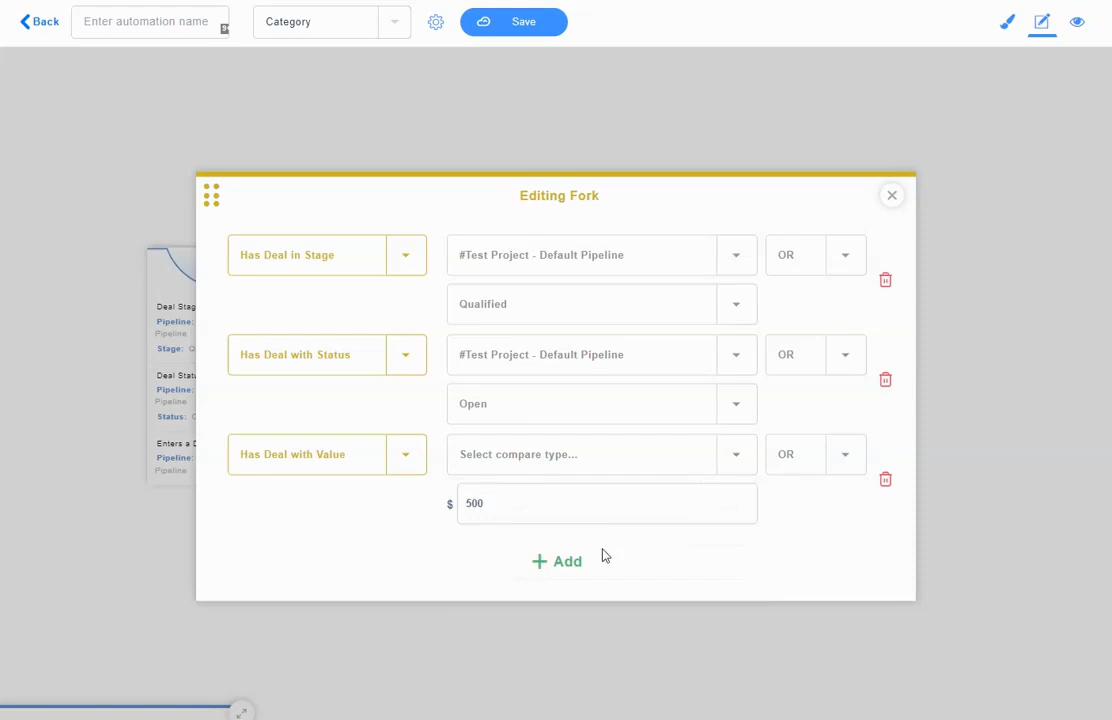 Back
Enter automation name
Category
Save
Editing Fork
Has Deal in Stage
#Test Project - Default Pipeline
OR
Qualified
Has Deal with Status
#Test Project - Default Pipeline
OR
Open
Has Deal with Value
Select compare type...
OR
$ 500
+ Add
Deal Stag
Pipeline:
Pipeline
Stage:
Deal Statu
Pipeline:
Pipeline
Status:
Enters a D
Pipeline:
Pipeline